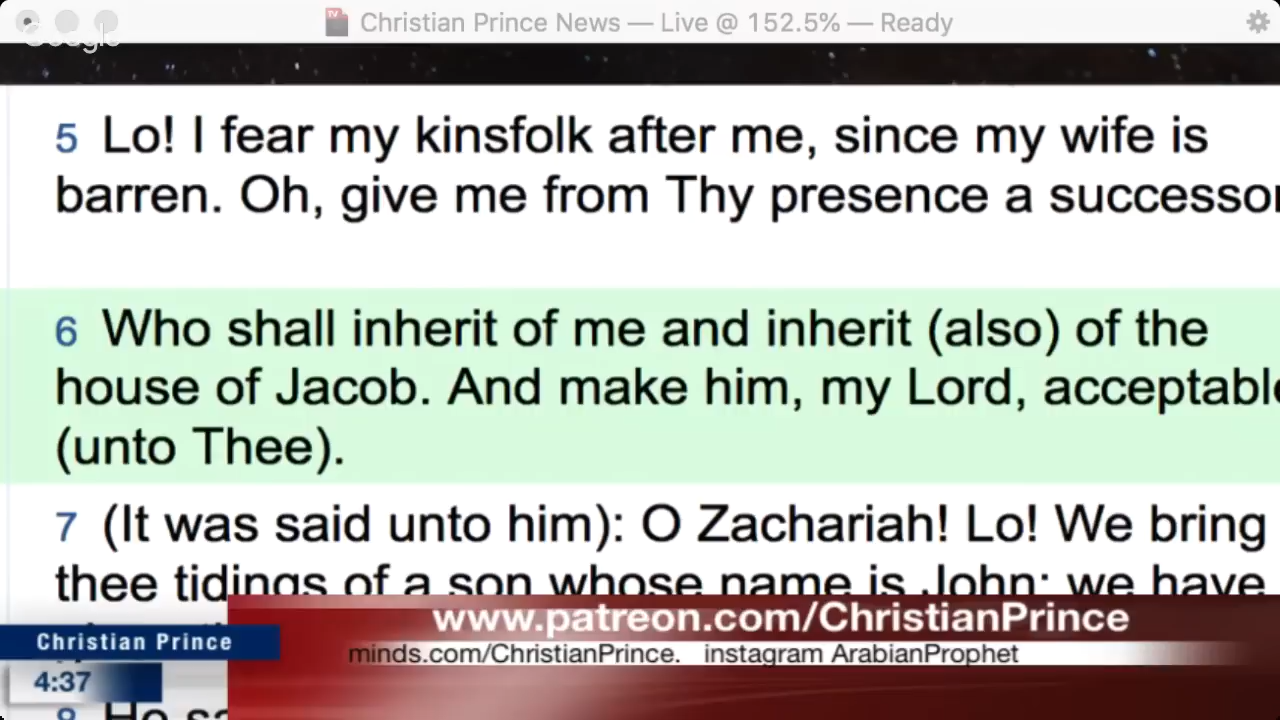 Christian Prince News — Live @ 152.5% — Ready
Google
5 Lo! I fear my kinsfolk after me, since my wife is
barren. Oh, give me from Thy presence a successor
6 Who shall inherit of me and inherit (also) of the
house of Jacob. And make him, my Lord, acceptable
(unto Thee).
7 (It was said unto him): O Zachariah! Lo! We bring
thee tidings of a son whose name is John; we have
www.patreon.com/ChristianPrince
Christian Prince
minds.com/ChristianPrince. instagram ArabianProphet
4:37
8 He